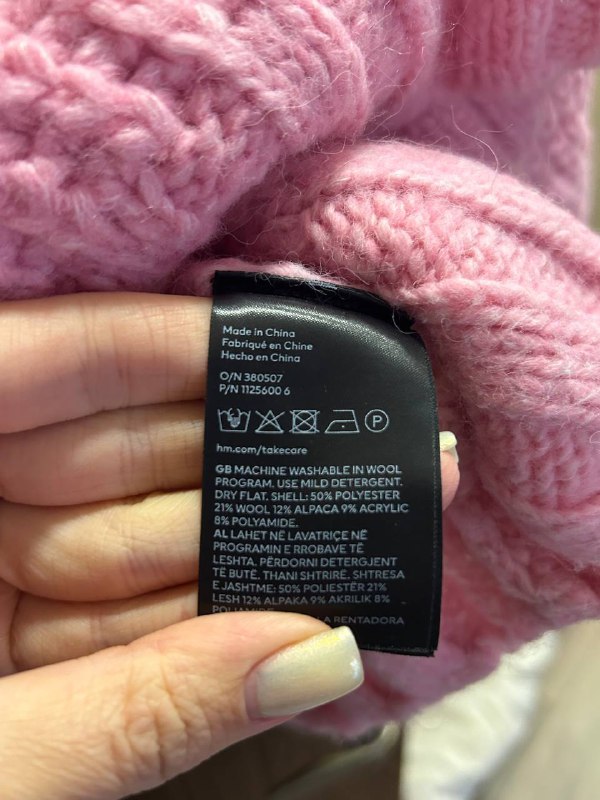 Made in China
Fabriqué en Chine
Hecho en China
O/N 380507
P/N 1125600 6
P
hm.com/takecare
GB MACHINE WASHABLE IN WOOL
PROGRAM. USE MILD DETERGENT.
DRY FLAT. SHELL: 50% POLYESTER
21% WOOL 12% ALPACA 9% ACRYLIC
8% POLYAMIDE.
AL LAHET NË LAVATRIÇE NË
PROGRAMIN E RROBAVE TË
LESHTA. PËRDORNI DETERGJENT
TË BUTË. THANI SHTRIRË. SHTRESA
E JASHTME: 50% POLIESTËR 21%
LESH 12% ALPAKA 9% AKRILIK 8%
POLIAMIDE. A RENTADORA